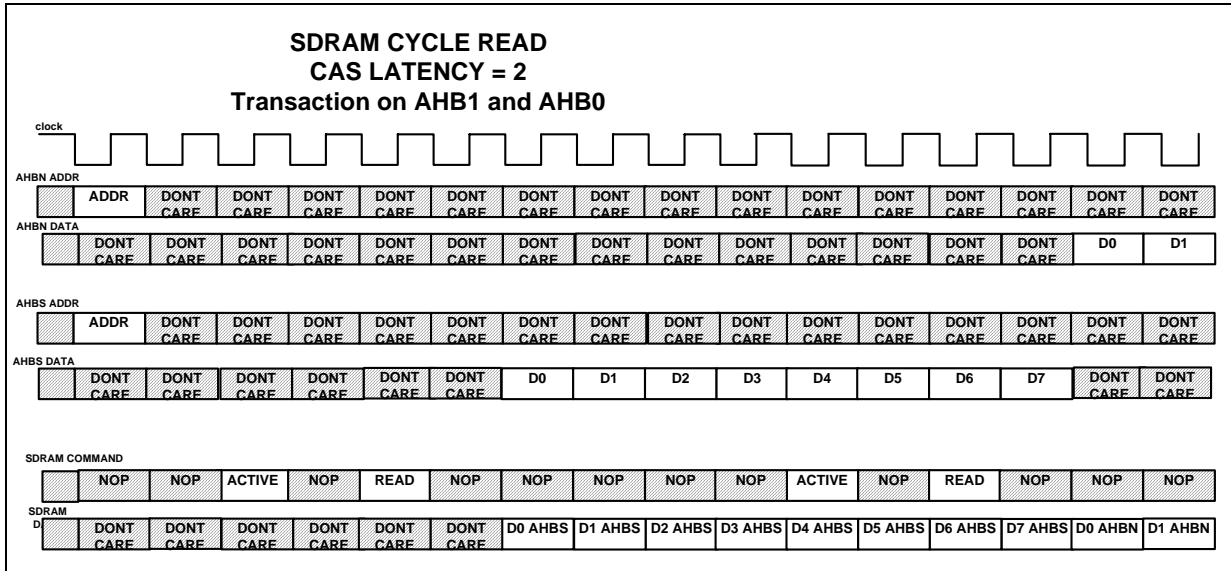 SDRAM CYCLE READ
CAS LATENCY = 2
Transaction on AHB1 and AHB0
clock
AHBN ADDR
ADDR DONT DONT DONT DONT DONT DONT DONT DONT DONT DONT DONT DONT DONT DONT DONT
CARE CARE CARE CARE CARE CARE CARE CARE CARE CARE CARE CARE CARE CARE CARE
AHBN DATA
DONT DONT DONT DONT DONT DONT DONT DONT DONT DONT DONT DONT DONT DONT D0 D1
CARE CARE CARE CARE CARE CARE CARE CARE CARE CARE CARE CARE CARE CARE
AHBS ADDR
ADDR DONT DONT DONT DONT DONT DONT DONT DONT DONT DONT DONT DONT DONT DONT DONT
CARE CARE CARE CARE CARE CARE CARE CARE CARE CARE CARE CARE CARE CARE CARE
AHBS DATA
DONT DONT DONT DONT DONT DONT D0 D1 D2 D3 D4 D5 D6 D7 DONT DONT
CARE CARE CARE CARE CARE CARE CARE CARE
SDRAM COMMAND
NOP NOP ACTIVE NOP READ NOP NOP NOP NOP NOP ACTIVE NOP READ NOP NOP NOP
SDRAM
D
DONT DONT DONT DONT DONT DONT D0 AHBS D1 AHBS D2 AHBS D3 AHBS D4 AHBS D5 AHBS D6 AHBS D7 AHBS D0 AHBN D1 AHBN
CARE CARE CARE CARE CARE CARE